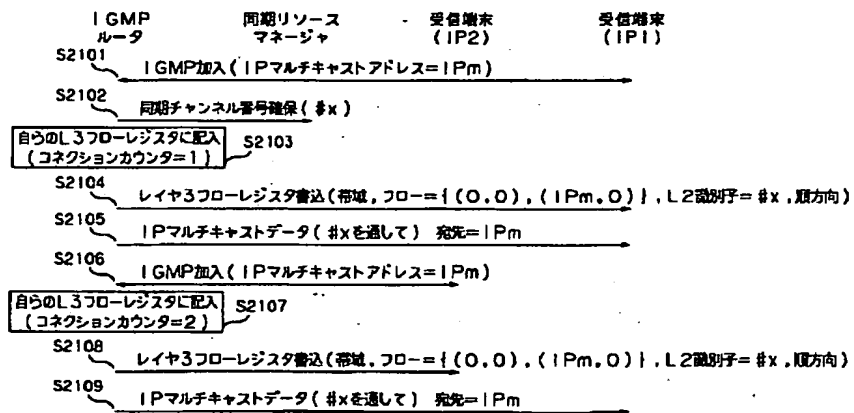 IGMP ルータ
同期リソース マネージャ
受信端末 (IP2)
受信端末 (IP1)
S2101
IGMP加入(IPマルチキャストアドレス=IPm)
S2102
同期チャンネル番号確保(#x)
自らのL3フローレジスタに記入
(コネクションカウンタ=1)
S2103
S2104
レイヤ3フローレジスタ書込(帯域,フロー={(0,0),(IPm,0)},L2識別子=#x,順方向)
S2105
IPマルチキャストデータ(#xを通して) 宛先=IPm
S2106
IGMP加入(IPマルチキャストアドレス=IPm)
自らのL3フローレジスタに記入
(コネクションカウンタ=2)
S2107
S2108
レイヤ3フローレジスタ書込(帯域,フロー={(0,0),(IPm,0)},L2識別子=#x,順方向)
S2109
IPマルチキャストデータ(#xを通して) 宛先=IPm